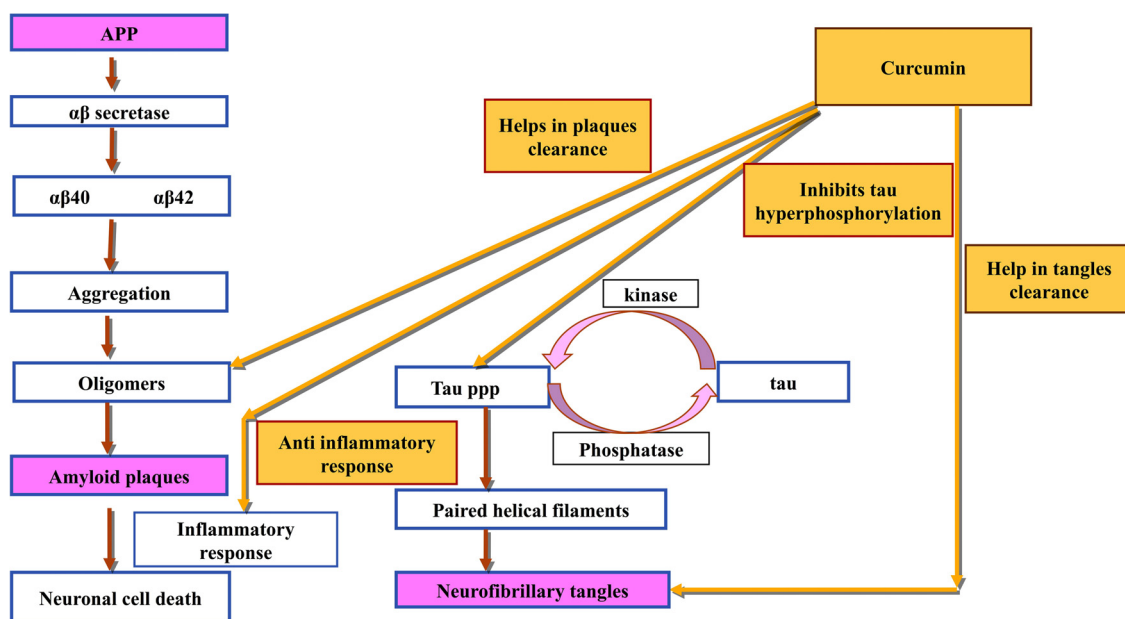 APP
αβ secretase
αβ40 αβ42
Aggregation
Oligomers
Amyloid plaques
Neuronal cell death
Inflammatory
response
Anti inflammatory
response
Helps in plaques
clearance
Curcumin
Inhibits tau
hyperphosphorylation
Help in tangles
clearance
kinase
Tau ppp
tau
Phosphatase
Paired helical filaments
Neurofibrillary tangles